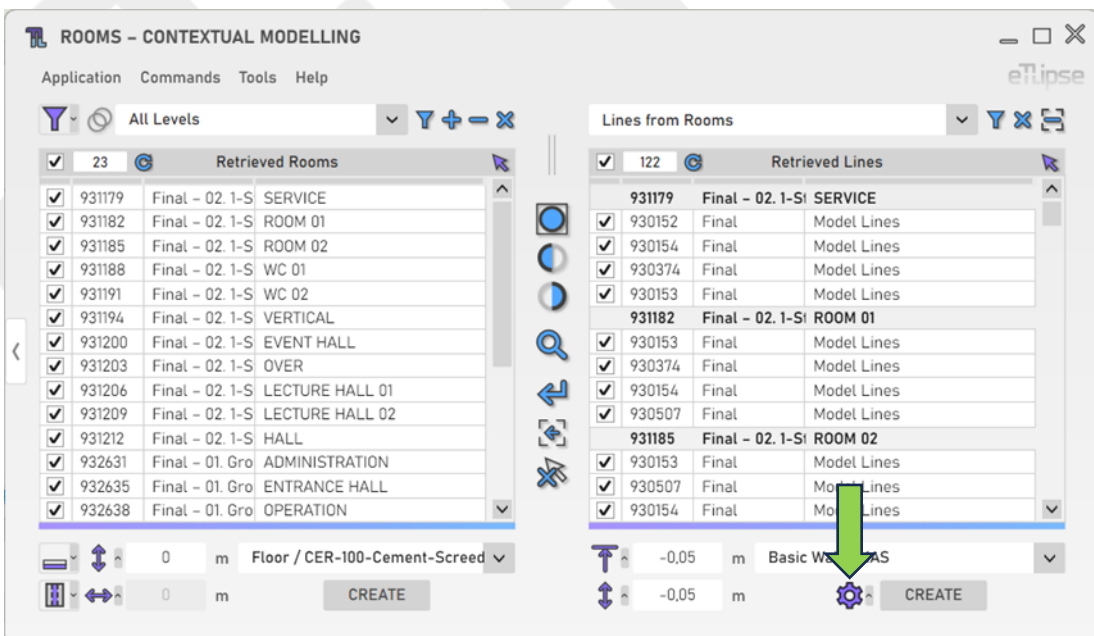 ROOMS – CONTEXTUAL MODELLING
Application Commands Tools Help
eTLipse
All Levels
23 Retrieved Rooms
931179 Final – 02. 1-S SERVICE
931182 Final – 02. 1-S ROOM 01
931185 Final – 02. 1-S ROOM 02
931188 Final – 02. 1-S WC 01
931191 Final – 02. 1-S WC 02
931194 Final – 02. 1-S VERTICAL
931200 Final – 02. 1-S EVENT HALL
931203 Final – 02. 1-S OVER
931206 Final – 02. 1-S LECTURE HALL 01
931209 Final – 02. 1-S LECTURE HALL 02
931212 Final – 02. 1-S HALL
932631 Final – 01. Gro ADMINISTRATION
932635 Final – 01. Gro ENTRANCE HALL
932638 Final – 01. Gro OPERATION
0 m Floor / CER-100-Cement-Screed
0 m CREATE
Lines from Rooms
122 Retrieved Lines
931179 Final – 02. 1-St SERVICE
930152 Final Model Lines
930154 Final Model Lines
930374 Final Model Lines
930153 Final Model Lines
931182 Final – 02. 1-St ROOM 01
930153 Final Model Lines
930374 Final Model Lines
930154 Final Model Lines
930507 Final Model Lines
931185 Final – 02. 1-St ROOM 02
930153 Final Model Lines
930507 Final Lines
930154 Final Lines
-0,05 m Basic
-0,05 m CREATE